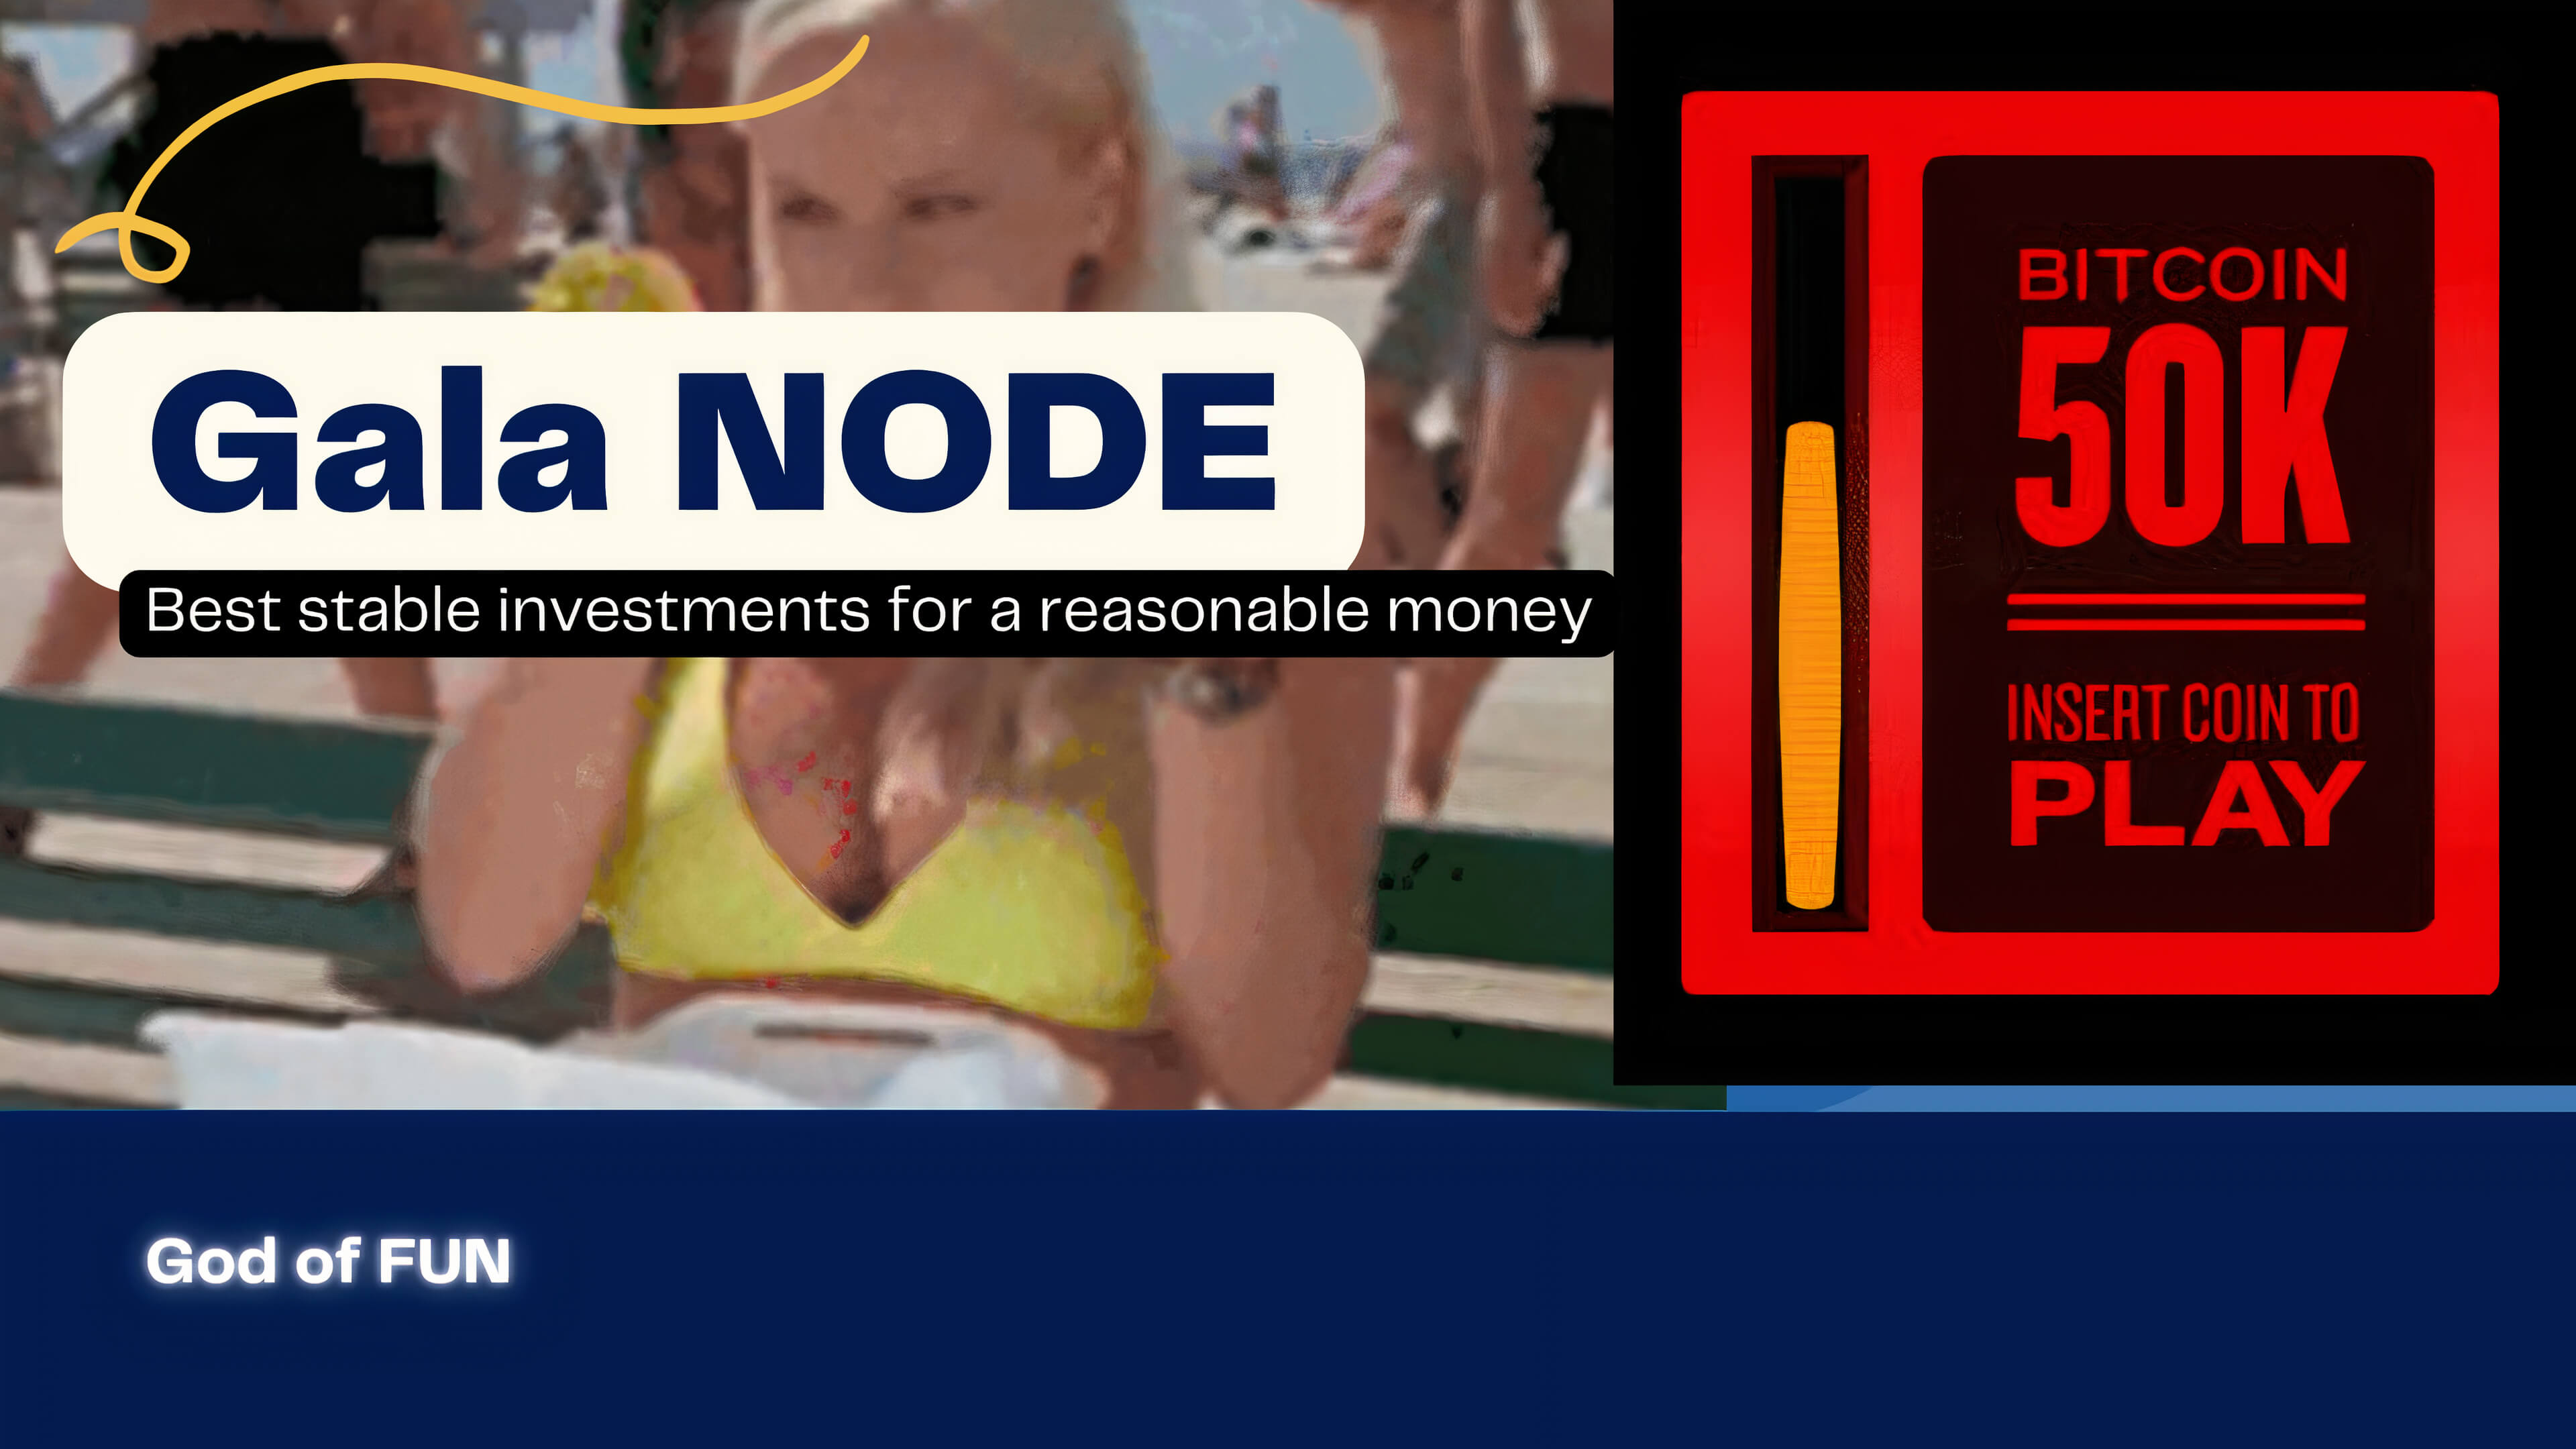 Gala NODE
Best stable investments for a reasonable money
BITCOIN
50K
INSERT COIN TO
PLAY
God of FUN